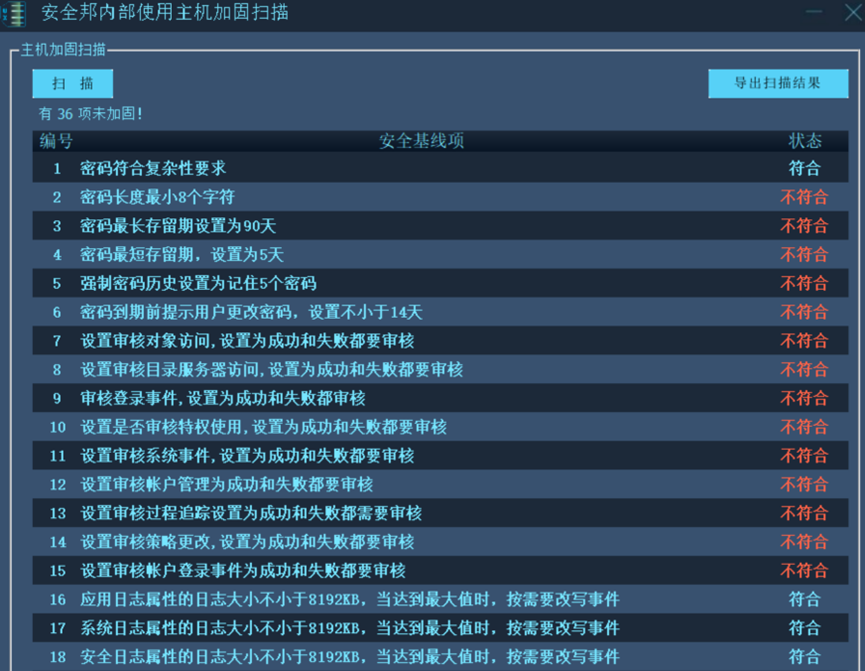 安全邦内部使用主机加固扫描
主机加固扫描
扫 描 导出扫描结果
有 36 项未加固!
编号 安全基线项 状态
1 密码符合复杂性要求 符合
2 密码长度最小8个字符 不符合
3 密码最长存留期设置为90天 不符合
4 密码最短存留期，设置为5天 不符合
5 强制密码历史设置为记住5个密码 不符合
6 密码到期前提示用户更改密码，设置不小于14天 不符合
7 设置审核对象访问,设置为成功和失败都要审核 不符合
8 设置审核目录服务器访问,设置为成功和失败都要审核 不符合
9 审核登录事件,设置为成功和失败都审核 不符合
10 设置是否审核特权使用,设置为成功和失败都要审核 不符合
11 设置审核系统事件,设置为成功和失败都要审核 不符合
12 设置审核帐户管理为成功和失败都要审核 不符合
13 设置审核过程追踪设置为成功和失败都需要审核 不符合
14 设置审核策略更改,设置为成功和失败都要审核 不符合
15 设置审核帐户登录事件为成功和失败都要审核 不符合
16 应用日志属性的日志大小不小于8192KB，当达到最大值时，按需要改写事件 符合
17 系统日志属性的日志大小不小于8192KB，当达到最大值时，按需要改写事件 符合
18 安全日志属性的日志大小不小于8192KB，当达到最大值时，按需要改写事件 符合